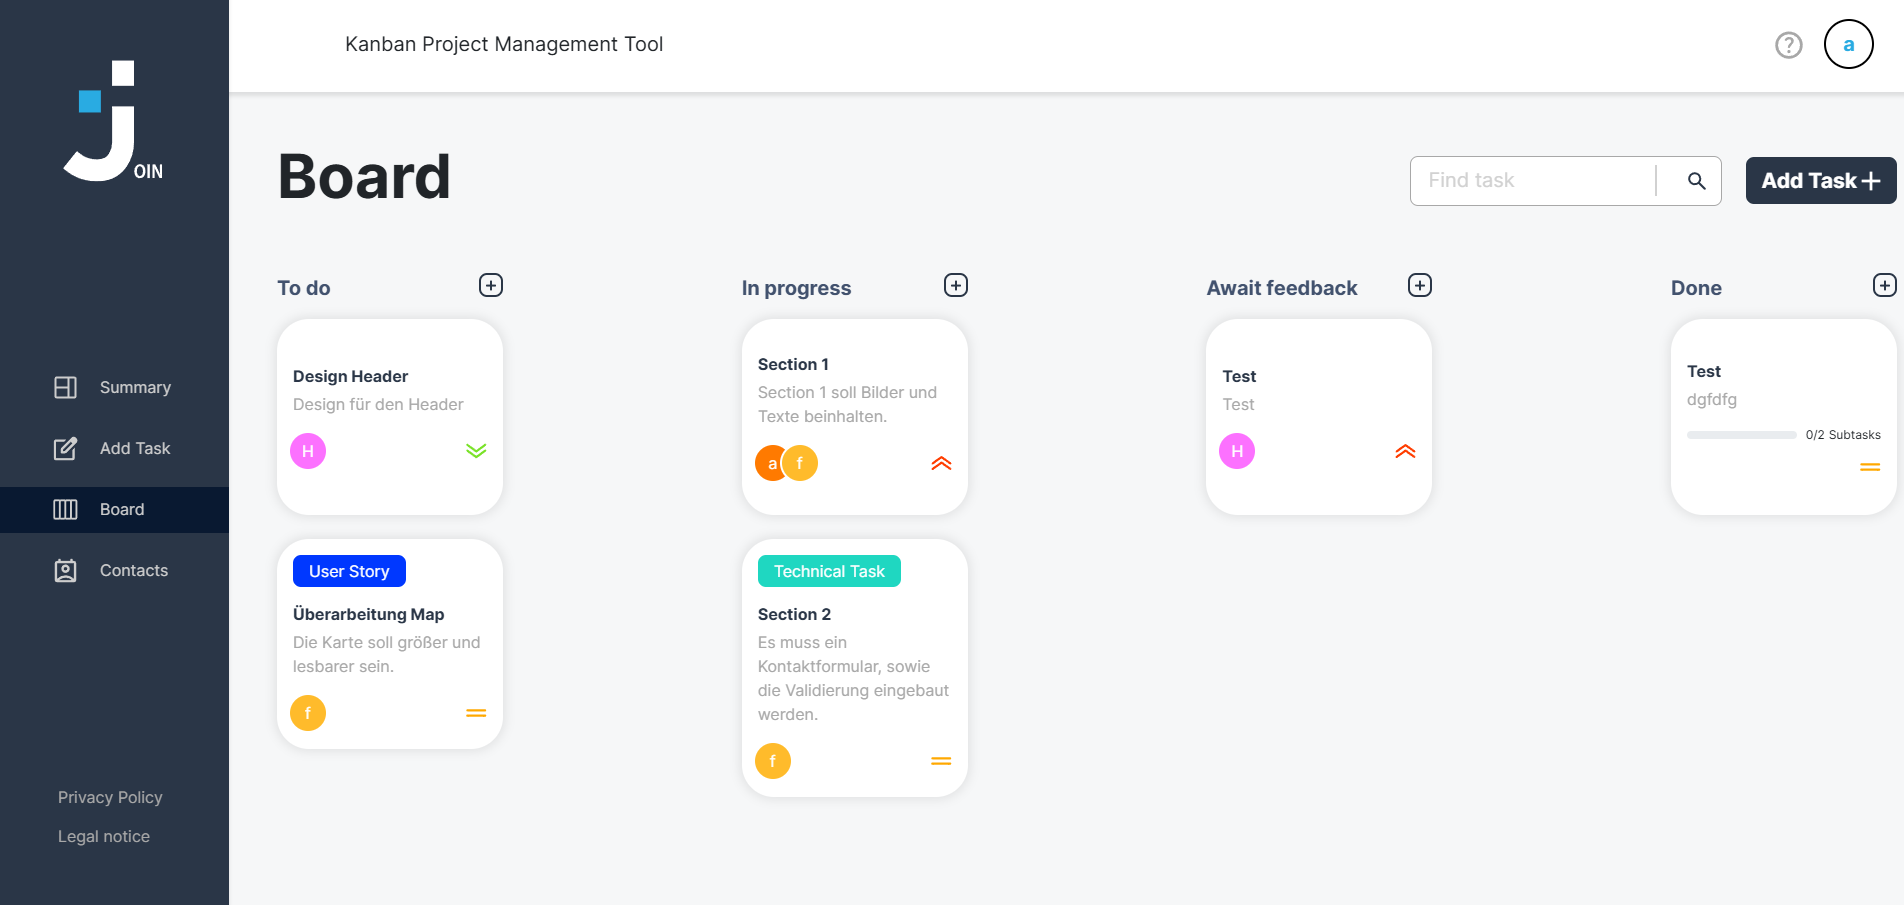 Kanban Project Management Tool
a
OIN
Summary
Add Task
Board
Contacts
Privacy Policy
Legal notice
Board
Find task
Add Task
To do
Design Header
Design für den Header
H
User Story
Überarbeitung Map
Die Karte soll größer und
lesbarer sein.
f
In progress
Section 1
Section 1 soll Bilder und
Texte beinhalten.
a f
Technical Task
Section 2
Es muss ein
Kontaktformular, sowie
die Validierung eingebaut
werden.
f
Await feedback
Test
Test
H
Done
Test
dgfdfg
0/2 Subtasks